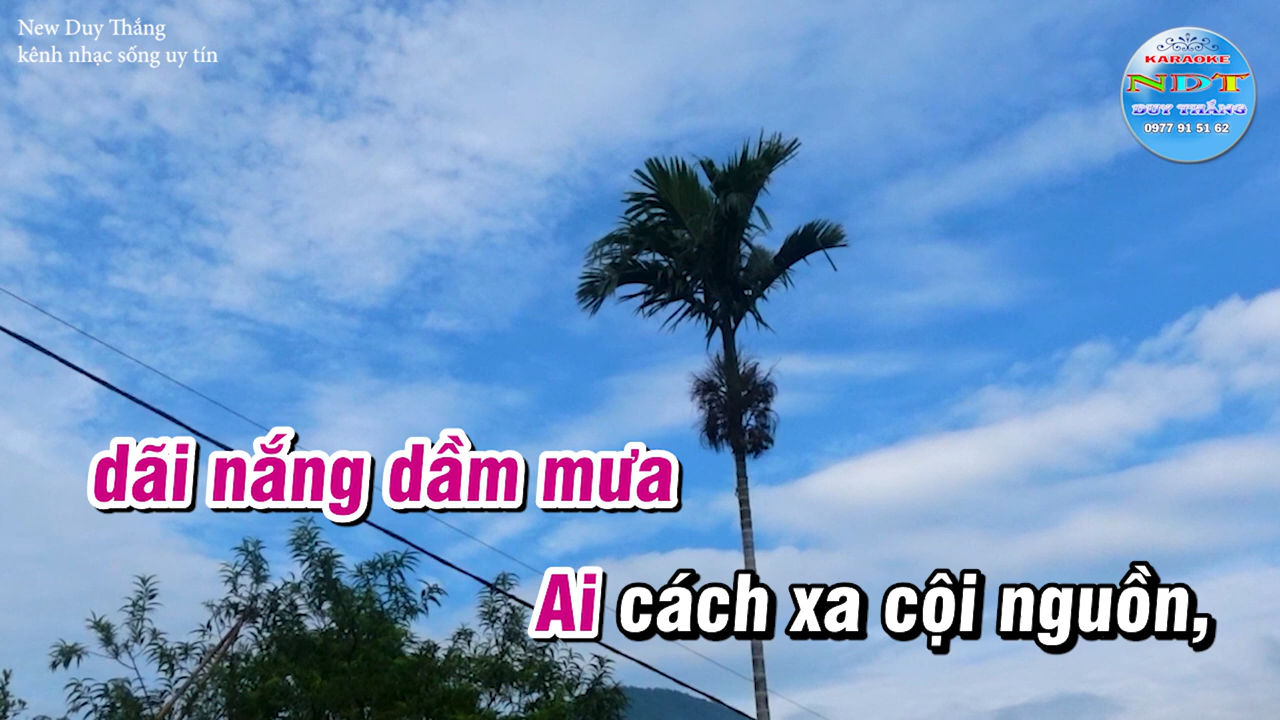 New Duy Thắng
kênh nhạc sống uy tín
KARAOKE
NDT
DUY THẮNG
0977 91 51 62
dãi nắng dầm mưa
Ai cách xa cội nguồn,